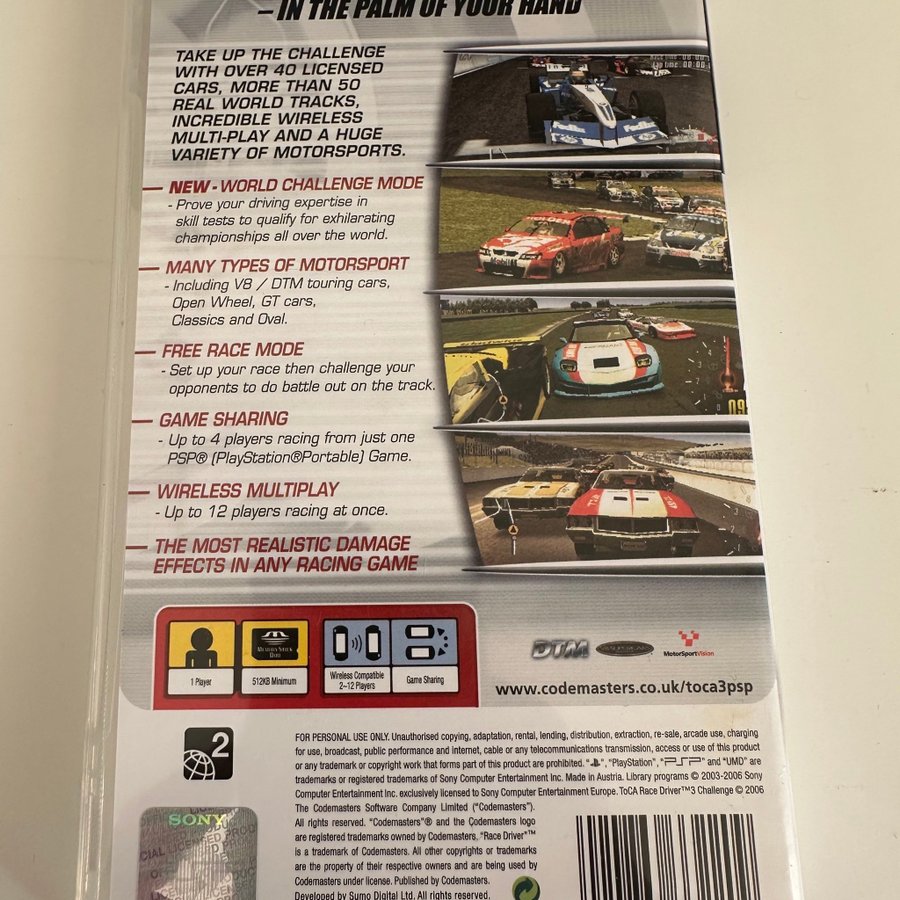 – IN THE PALM OF YOUR HAND
TAKE UP THE CHALLENGE
WITH OVER 40 LICENSED
CARS, MORE THAN 50
REAL WORLD TRACKS,
INCREDIBLE WIRELESS
MULTI-PLAY AND A HUGE
VARIETY OF MOTORSPORTS.
NEW - WORLD CHALLENGE MODE
- Prove your driving expertise in
skill tests to qualify for exhilarating
championships all over the world.
MANY TYPES OF MOTORSPORT
- Including V8 / DTM touring cars,
Open Wheel, GT cars,
Classics and Oval.
FREE RACE MODE
- Set up your race then challenge your
opponents to do battle out on the track.
GAME SHARING
- Up to 4 players racing from just one
PSP® (PlayStation®Portable) Game.
WIRELESS MULTIPLAY
- Up to 12 players racing at once.
THE MOST REALISTIC DAMAGE
EFFECTS IN ANY RACING GAME
FedEx
FedEx
HOLDEN
Mobil
MEMORY STICK
DUO
1 Player
512KB Minimum
Wireless Compatible
2–12 Players
Game Sharing
DTM
MotorSportVision
www.codemasters.co.uk/toca3psp
2
FOR PERSONAL USE ONLY. Unauthorised copying, adaptation, rental, lending, distribution, extraction, re-sale, arcade use, charging
for use, broadcast, public performance and internet, cable or any telecommunications transmission, access or use of this product
or any trademark or copyright work that forms part of this product are prohibited. "", "PlayStation", "PSP" and "UMD" are
trademarks or registered trademarks of Sony Computer Entertainment Inc. Made in Austria. Library programs © 2003-2006 Sony
Computer Entertainment Inc. exclusively licensed to Sony Computer Entertainment Europe. ToCA Race Driver™3 Challenge © 2006
The Codemasters Software Company Limited ("Codemasters").
All rights reserved. "Codemasters"® and the Codemasters logo
are registered trademarks owned by Codemasters. "Race Driver"™
is a trademark of Codemasters. All other copyrights or trademarks
are the property of their respective owners and are being used by
Codemasters under license. Published by Codemasters.
Developed by Sumo Digital Ltd. All rights reserved.
SONY